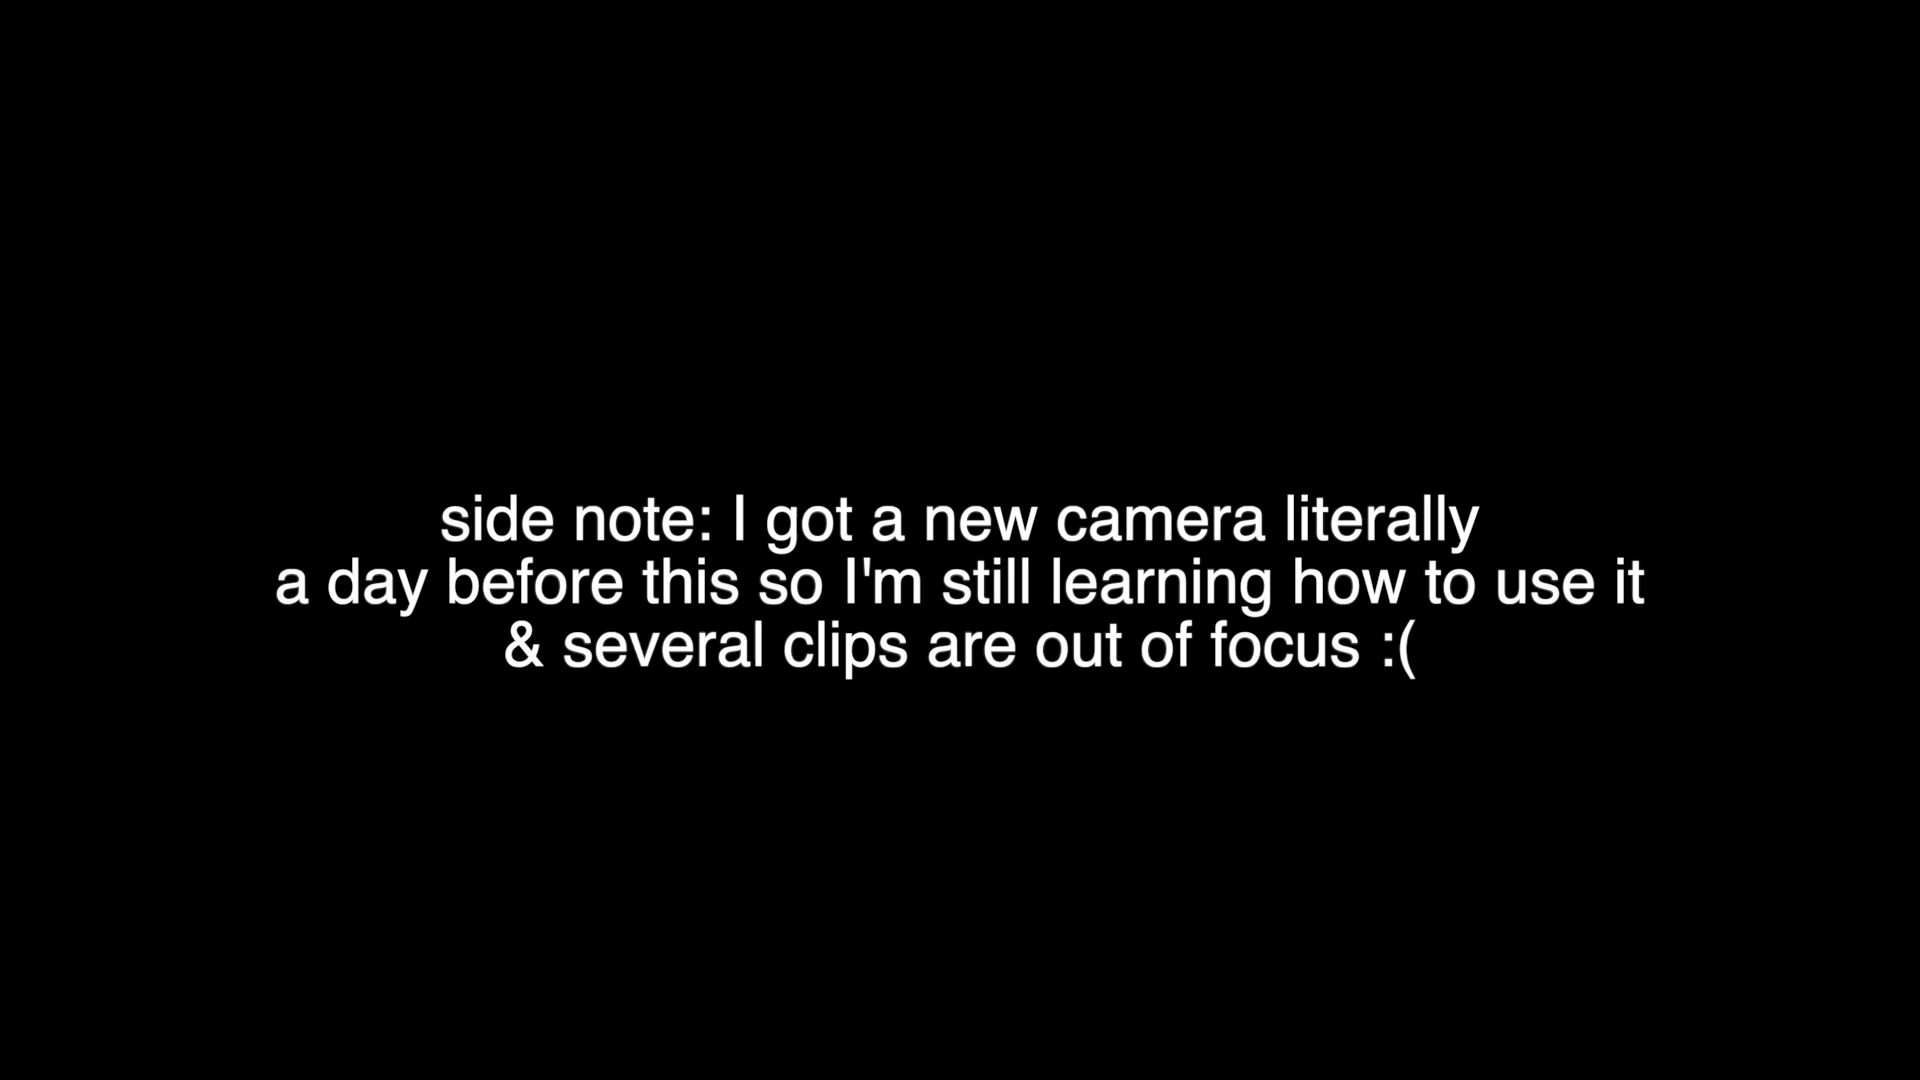 side note: I got a new camera literally
a day before this so I'm still learning how to use it
& several clips are out of focus :(